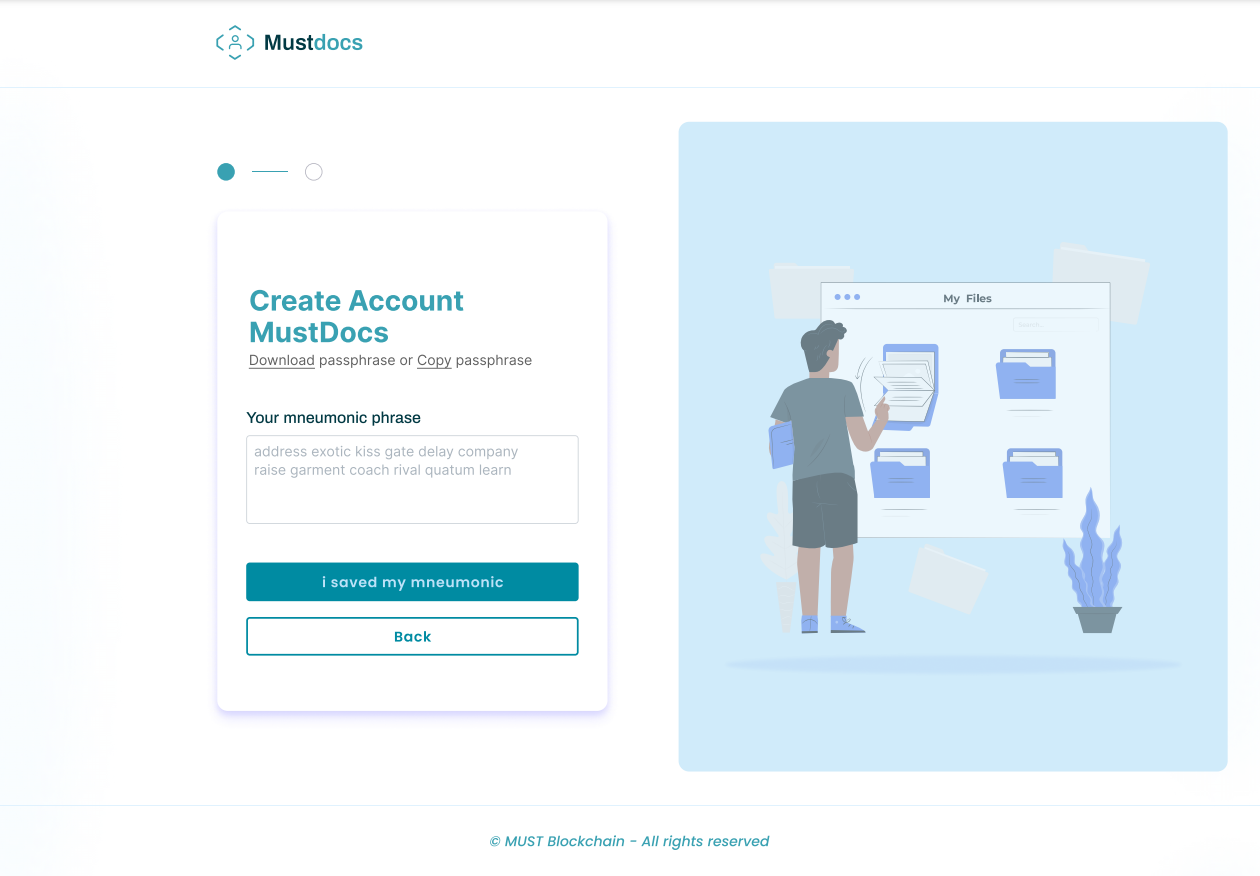 Mustdocs
Create Account
MustDocs
Download passphrase or Copy passphrase
Your mneumonic phrase
address exotic kiss gate delay company
raise garment coach rival quatum learn
i saved my mneumonic
Back
My Files
Search...
© MUST Blockchain - All rights reserved